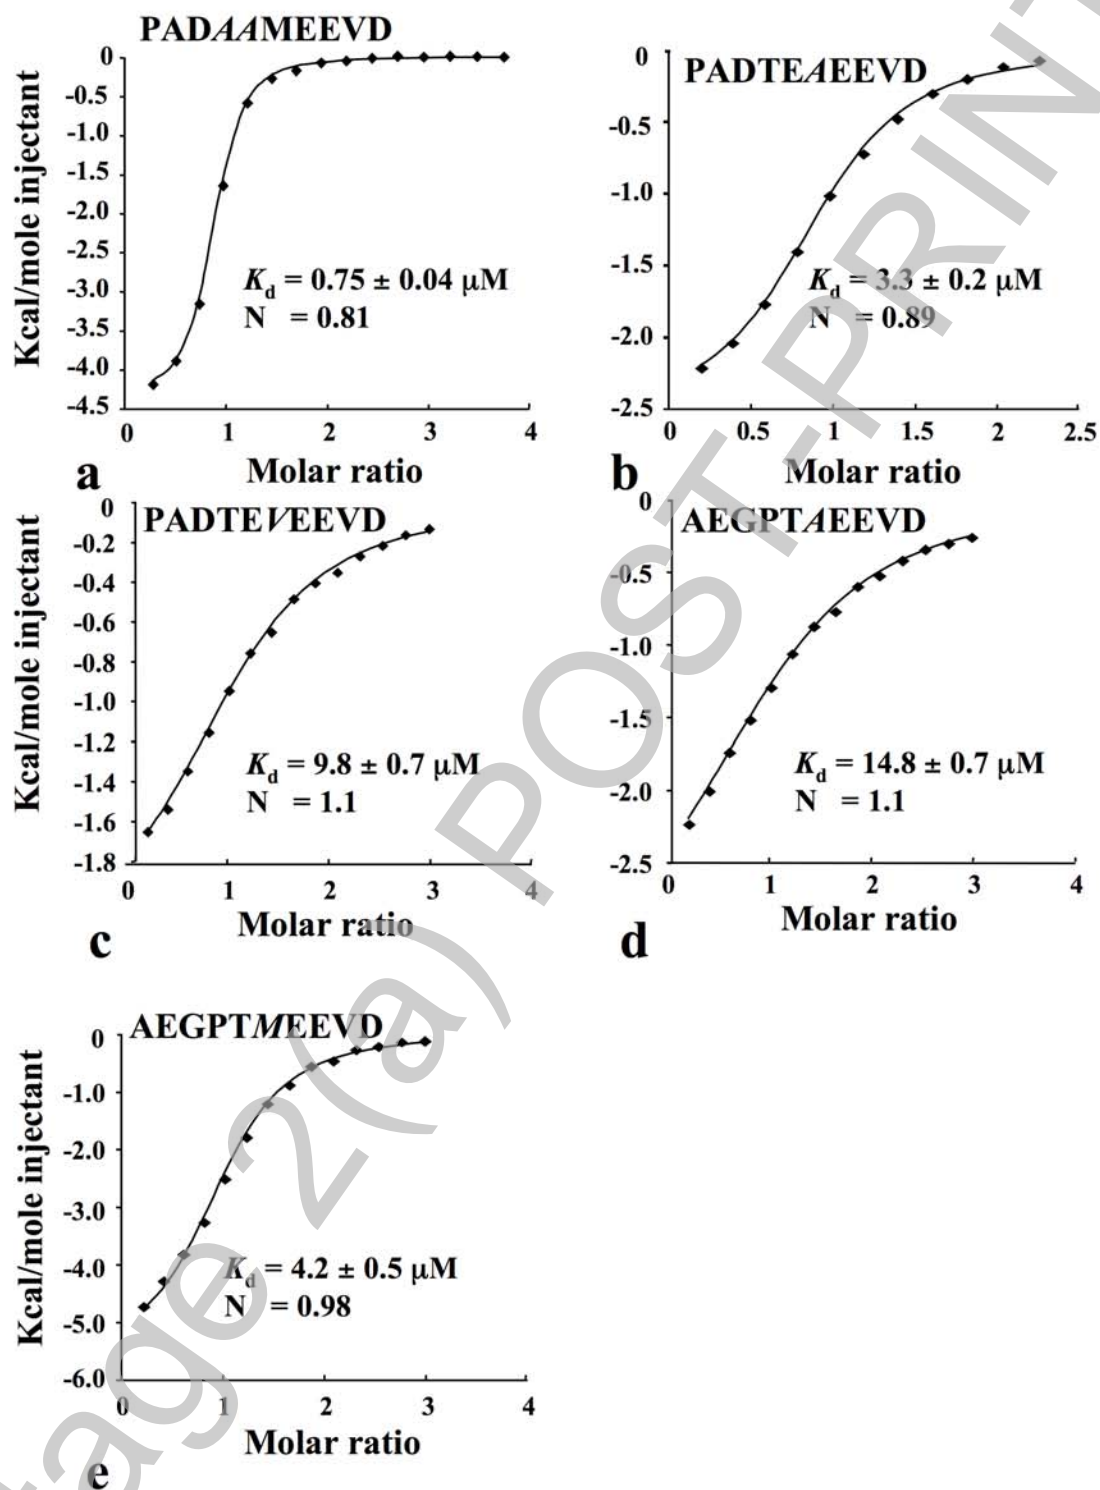 PADAAMEEVD
Kcal/mole injectant
0
-0.5
-1.0
-1.5
-2.0
-2.5
-3.0
-3.5
-4.0
-4.5
Kd = 0.75 ± 0.04 μM
N = 0.81
0 1 2 3 4
Molar ratio
a
PADTEAEEVD
0
-0.5
-1.0
-1.5
-2.0
-2.5
Kd = 3.3 ± 0.2 μM
N = 0.89
0 0.5 1 1.5 2 2.5
Molar ratio
b
PADTEVEEVD
Kcal/mole injectant
0
-0.2
-0.4
-0.6
-0.8
-1.0
-1.2
-1.4
-1.6
-1.8
Kd = 9.8 ± 0.7 μM
N = 1.1
0 1 2 3 4
Molar ratio
c
AEGPTAEEVD
0
-0.5
-1.0
-1.5
-2.0
-2.5
Kd = 14.8 ± 0.7 μM
N = 1.1
0 1 2 3 4
Molar ratio
d
AEGPTMEEVD
Kcal/mole injectant
0
-1.0
-2.0
-3.0
-4.0
-5.0
-6.0
Kd = 4.2 ± 0.5 μM
N = 0.98
0 1 2 3 4
Molar ratio
e
tage 2(a) POST-PRINT